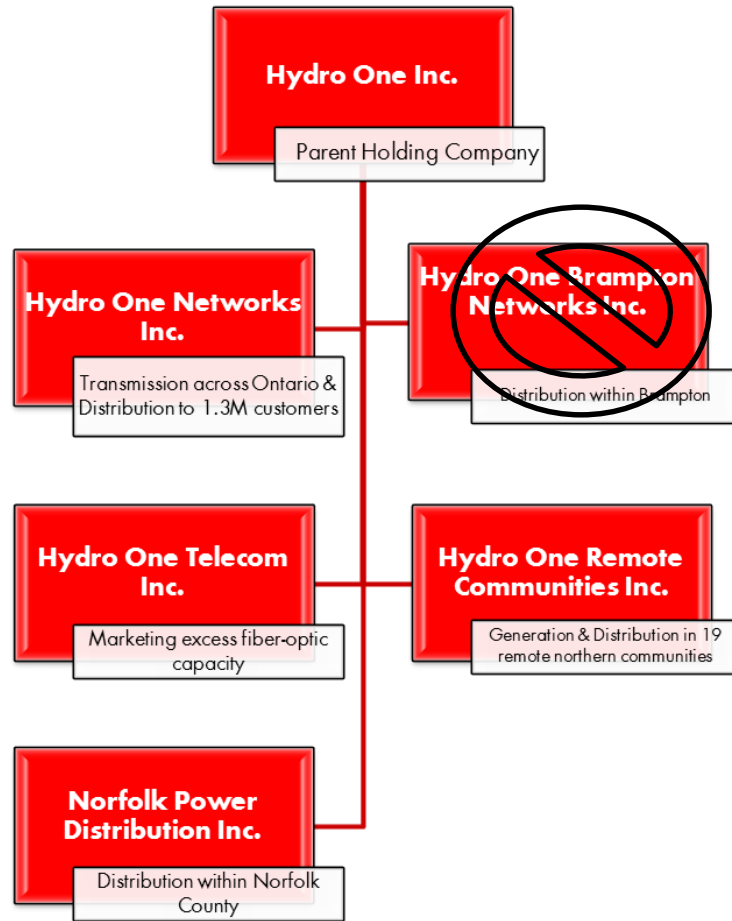 Hydro One Inc.
Parent Holding Company
Hydro One Networks
Inc.
Transmission across Ontario &
Distribution to 1.3M customers
Hydro One Brampton
Networks Inc.
Distribution within Brampton
Hydro One Telecom
Inc.
Marketing excess fiber-optic
capacity
Hydro One Remote
Communities Inc.
Generation & Distribution in 19
remote northern communities
Norfolk Power
Distribution Inc.
Distribution within Norfolk
County